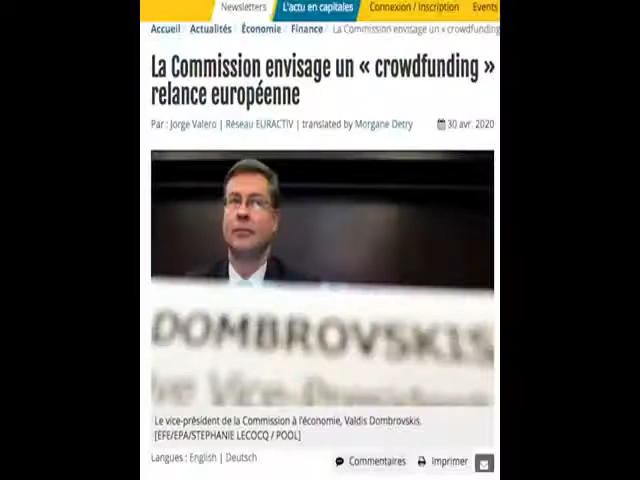 Newsletters L'actu en capitales Connexion / Inscription Events
Accueil / Actualités / Économie / Finance / La Commission envisage un « crowdfunding
La Commission envisage un « crowdfunding »
relance européenne
Par : Jorge Valero | Réseau EURACTIV | translated by Morgane Detry 30 avr. 2020
DOMBROVSKIS
Vice-President
Le vice-président de la Commission à l'économie, Valdis Dombrovskis.
[EFE/EPA/STEPHANIE LECOCQ / POOL]
Langues : English | Deutsch
Commentaires Imprimer